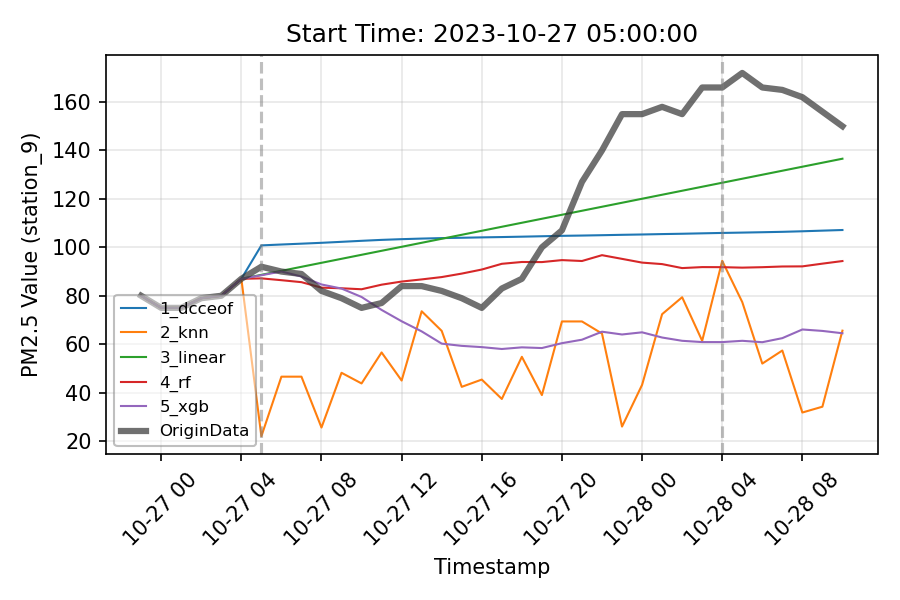 Start Time: 2023-10-27 05:00:00
PM2.5 Value (station_9)
160
140
120
100
80
60
40
20
1_dcceof
2_knn
3_linear
4_rf
5_xgb
OriginData
10-27 00
10-27 04
10-27 08
10-27 12
10-27 16
10-27 20
10-28 00
10-28 04
10-28 08
Timestamp